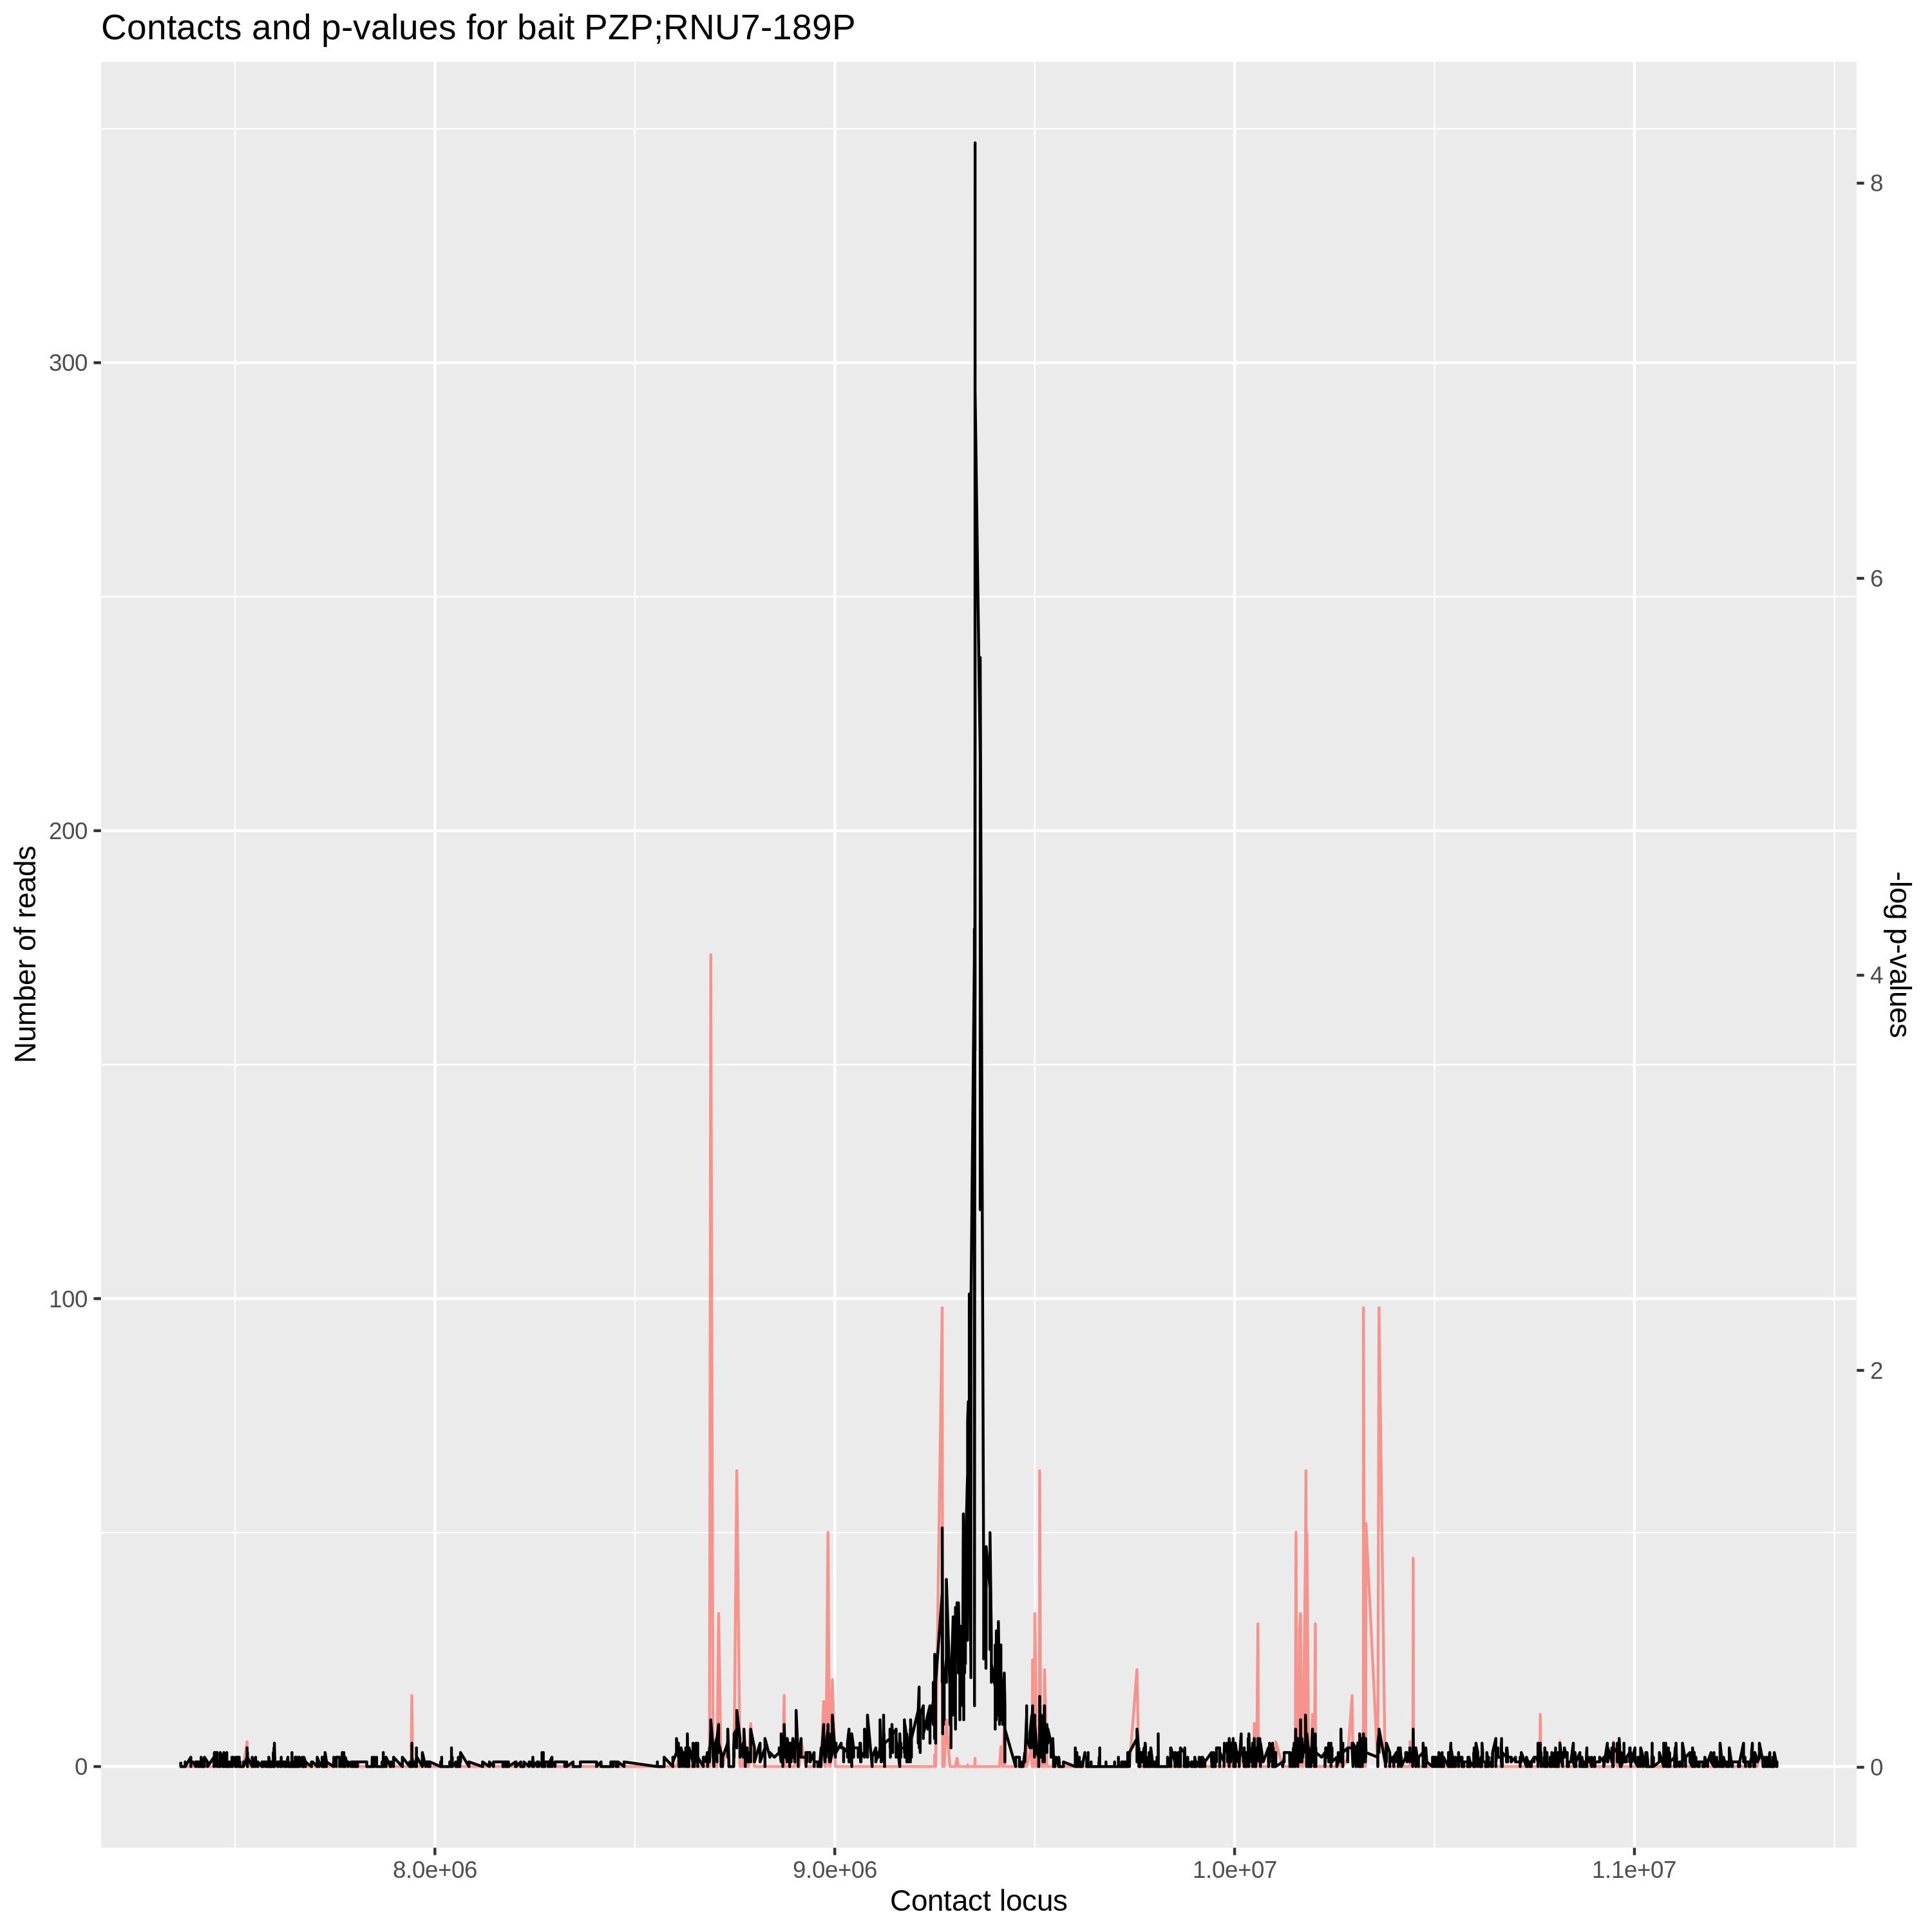 Contacts and p-values for bait PZP;RNU7-189P
300
200
100
0
Number of reads
8
6
4
2
0
-log p-values
8.0e+06
9.0e+06
1.0e+07
1.1e+07
Contact locus